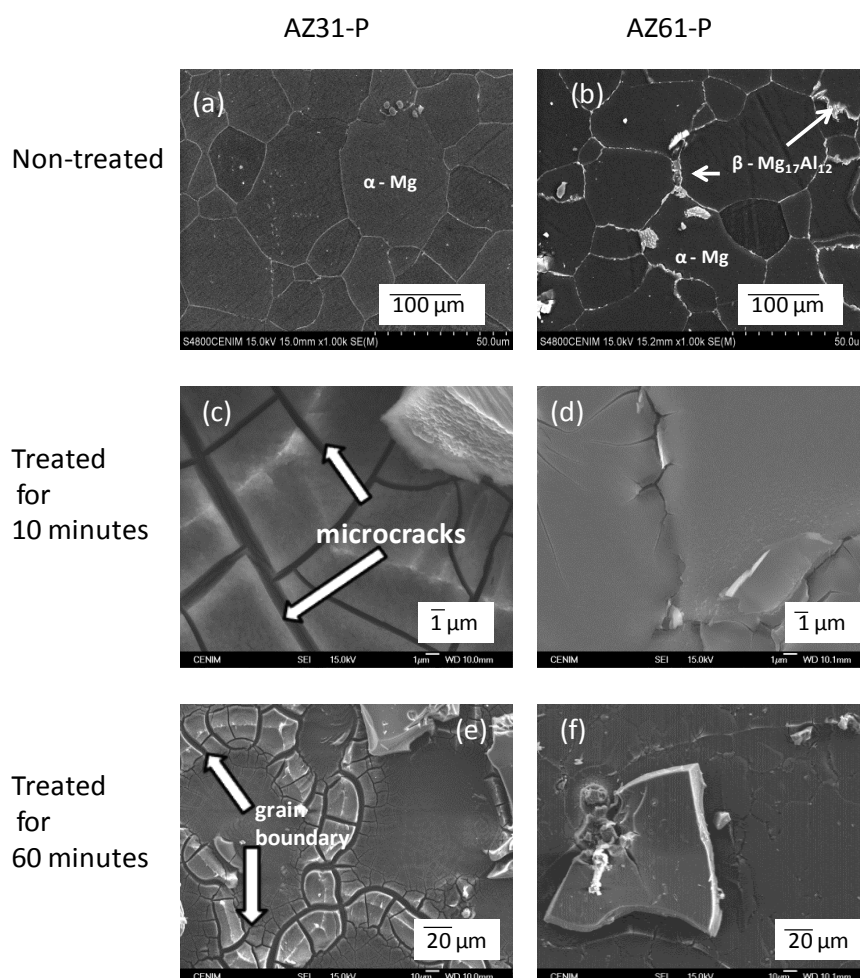 AZ31-P
AZ61-P
Non-treated
(a)
α - Mg
100 µm
S4800CENIM 15.0kV 15.0mm x1.00k SE(M)
50.0um
(b)
β - Mg₁₇Al₁₂
α - Mg
100 µm
S4800CENIM 15.0kV 15.2mm x1.00k SE(M)
50.0u
Treated
for
10 minutes
(c)
microcracks
1 µm
CENIM SEI 15.0kV 1µm WD 10.0mm
(d)
1 µm
CENIM SEI 15.0kV 1µm WD 10.1mm
Treated
for
60 minutes
(e)
grain
boundary
20 µm
CENIM SEI 15.0kV 10µm WD 10.0mm
(f)
20 µm
CENIM SEI 15.0kV 10µm WD 10.1mm